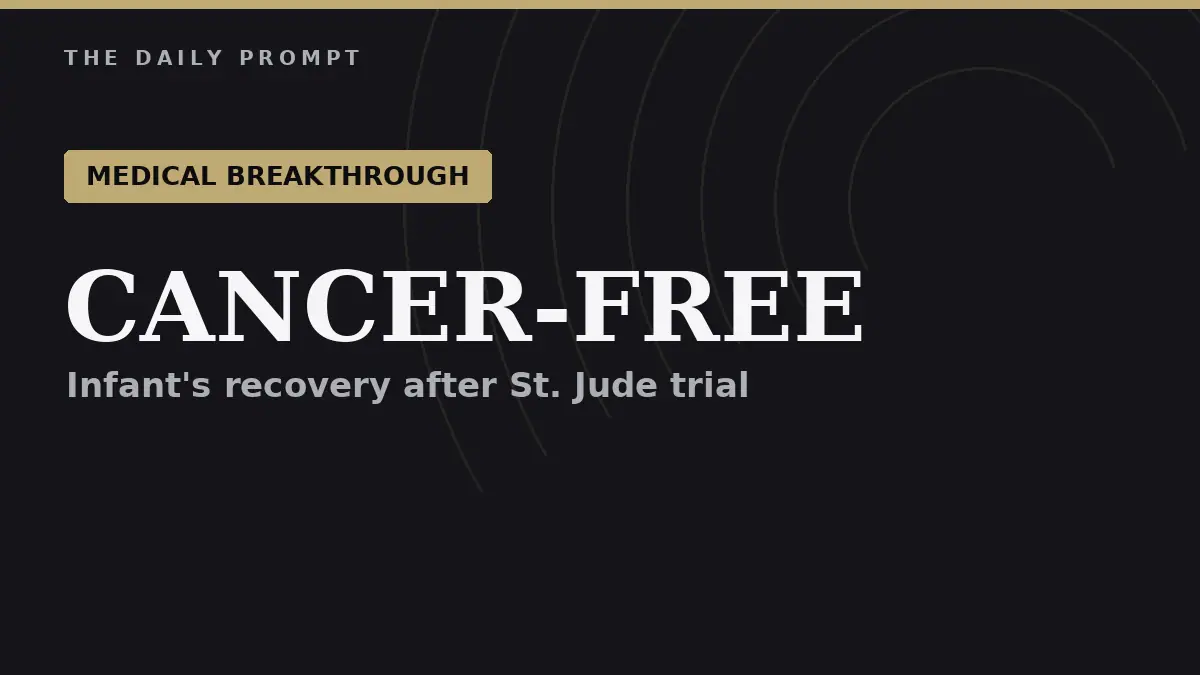 THE DAILY PROMPT
MEDICAL BREAKTHROUGH
CANCER-FREE
Infant's recovery after St. Jude trial